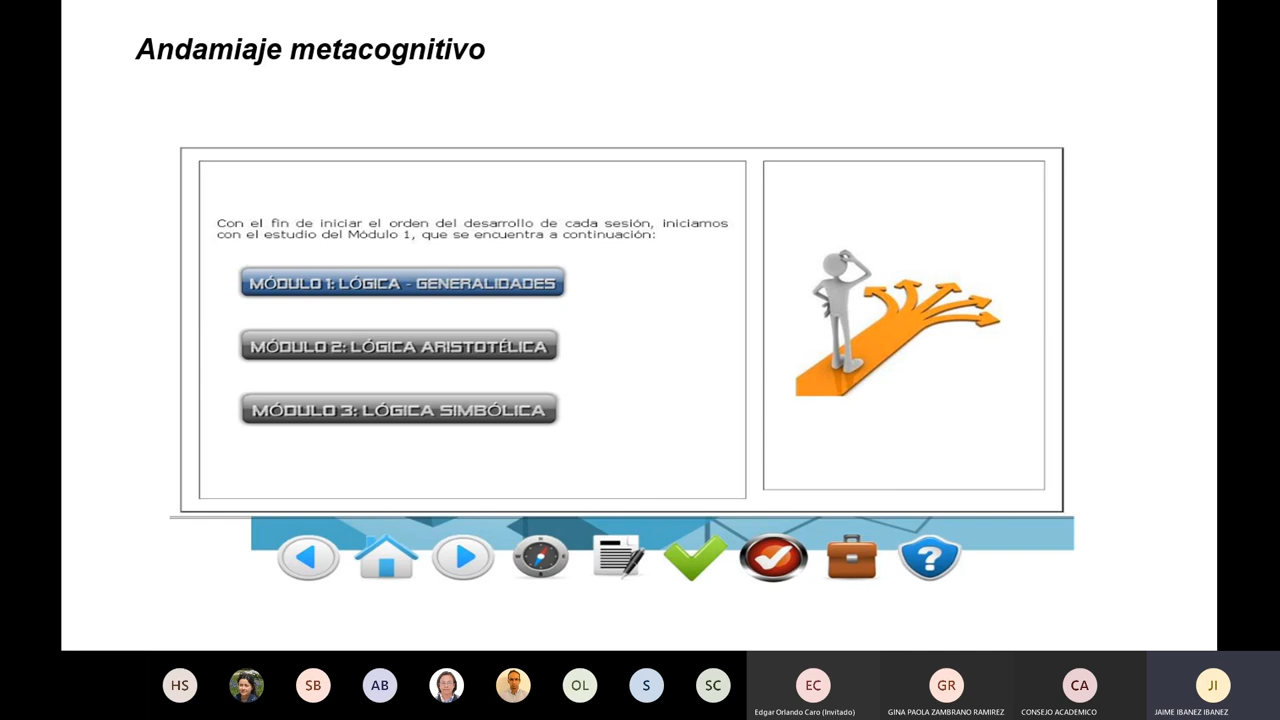 Andamiaje metacognitivo
Con el fin de iniciar el orden del desarrollo de cada sesión, iniciamos
con el estudio del Módulo 1, que se encuentra a continuación:
MÓDULO 1: LÓGICA - GENERALIDADES
MÓDULO 2: LÓGICA ARISTOTÉLICA
MÓDULO 3: LÓGICA SIMBÓLICA
?
HS
SB
AB
OL
S
SC
EC
GR
CA
JI
Edgar Orlando Caro (Invitado)
GINA PAOLA ZAMBRANO RAMIREZ
CONSEJO ACADEMICO
JAIME IBANEZ IBANEZ